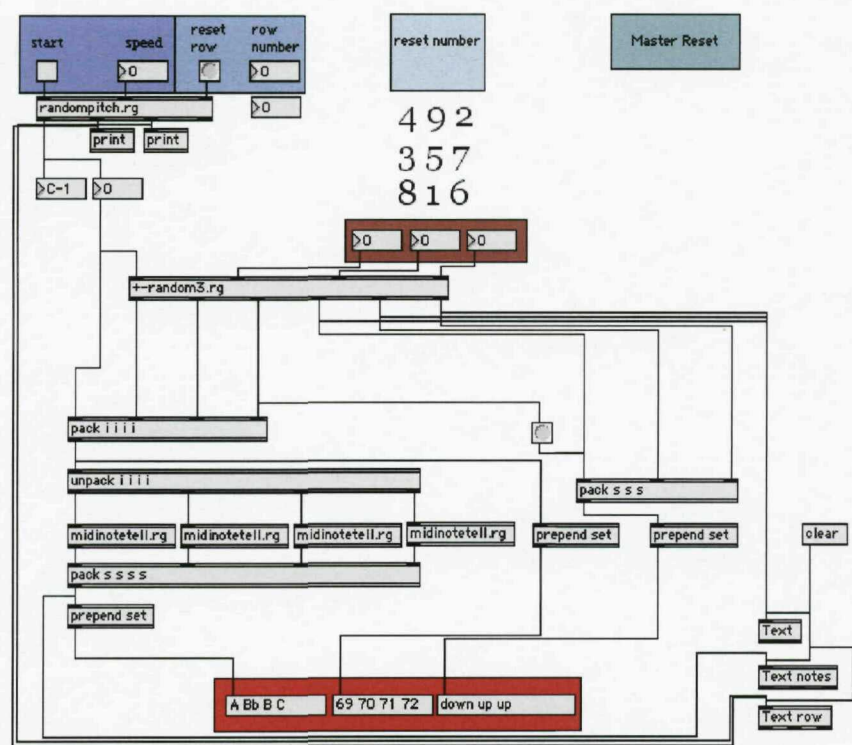 start speed
reset row
row number
reset number
Master Reset
>0 >0
>0
randompitch.rg
print print
4 9 2
3 5 7
8 1 6
>C-1 >0
>0 >0 >0
+-random3.rg
pack i i i i
unpack i i i i
pack s s s
midinotetell.rg midinotetell.rg midinotetell.rg midinotetell.rg prepend set prepend set clear
pack s s s s
prepend set
Text
Text notes
A Bb B C 69 70 71 72 down up up
Text row